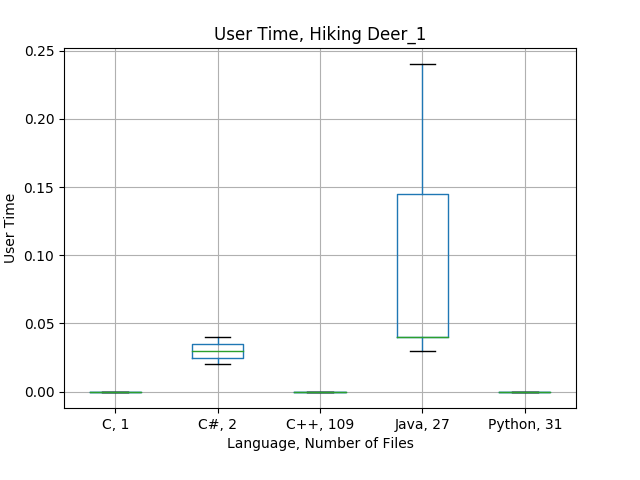 User Time, Hiking Deer_1
0.25
0.20
0.15
0.10
0.05
0.00
User Time
C, 1
C#, 2
C++, 109
Java, 27
Python, 31
Language, Number of Files